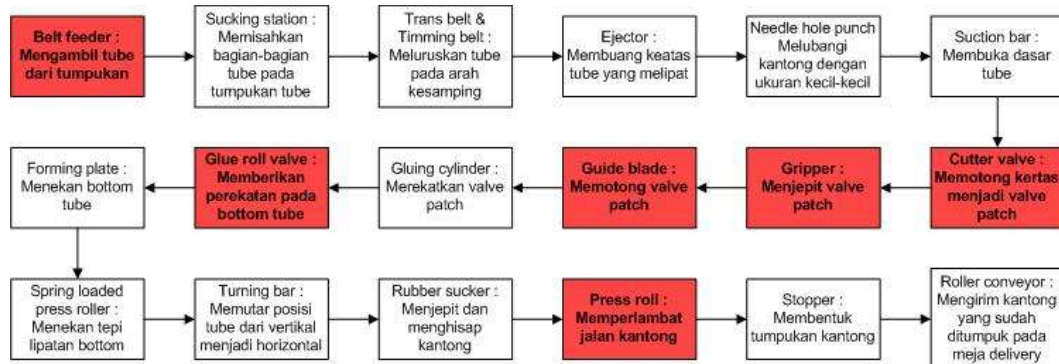 Belt feeder :
Mengambil tube
dari tumpukan
Sucking station :
Memisahkan
bagian-bagian
tube pada
tumpukan tube
Trans belt &
Timming belt :
Meluruskan tube
pada arah
kesamping
Ejector :
Membuang keatas
tube yang melipat
Needle hole punch
Melubangi
kantong dengan
ukuran kecil-kecil
Suction bar :
Membuka dasar
tube
Cutter valve :
Memotong kertas
menjadi valve
patch
Gripper :
Menjepit valve
patch
Guide blade :
Memotong valve
patch
Gluing cylinder :
Merekatkan valve
patch
Glue roll valve :
Memberikan
perekatan pada
bottom tube
Forming plate :
Menekan bottom
tube
Spring loaded
press roller :
Menekan tepi
lipatan bottom
Turning bar :
Memutar posisi
tube dari vertikal
menjadi horizontal
Rubber sucker :
Menjepit dan
menghisap
kantong
Press roll :
Memperlambat
jalan kantong
Stopper :
Membentuk
tumpukan kantong
Roller conveyor :
Mengirim kantong
yang sudah
ditumpuk pada
meja delivery